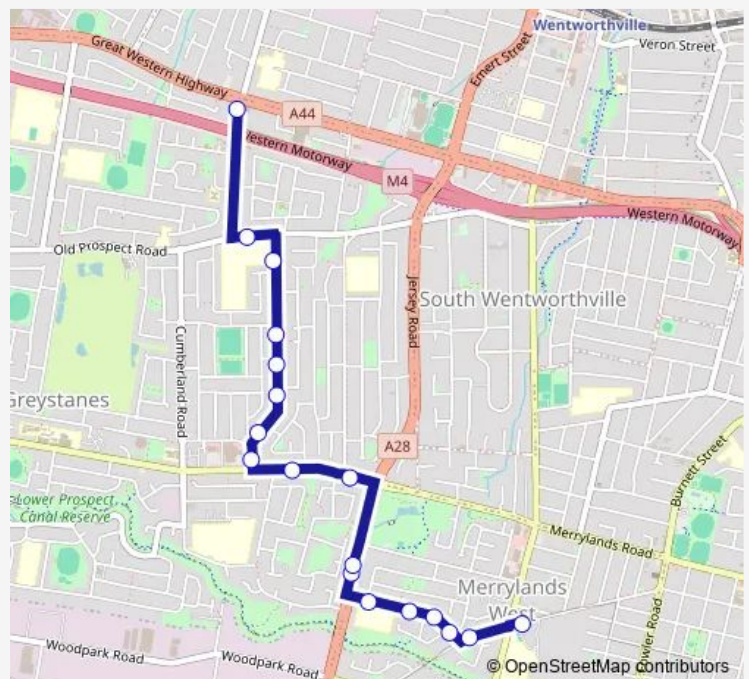 Wentworthville
Veron Street
Great Western Highway
Emert Street
A44
Western Motorway
M4
Western Motorway
Old Prospect Road
Jersey Road
South Wentworthville
Cumberland Road
Greystanes
A28
Burnett Street
Lower Prospect
Canal Reserve
Merrylands Road
Merrylands
West
Woodpark Road
Woodpark Road
© OpenStreetMap contributors